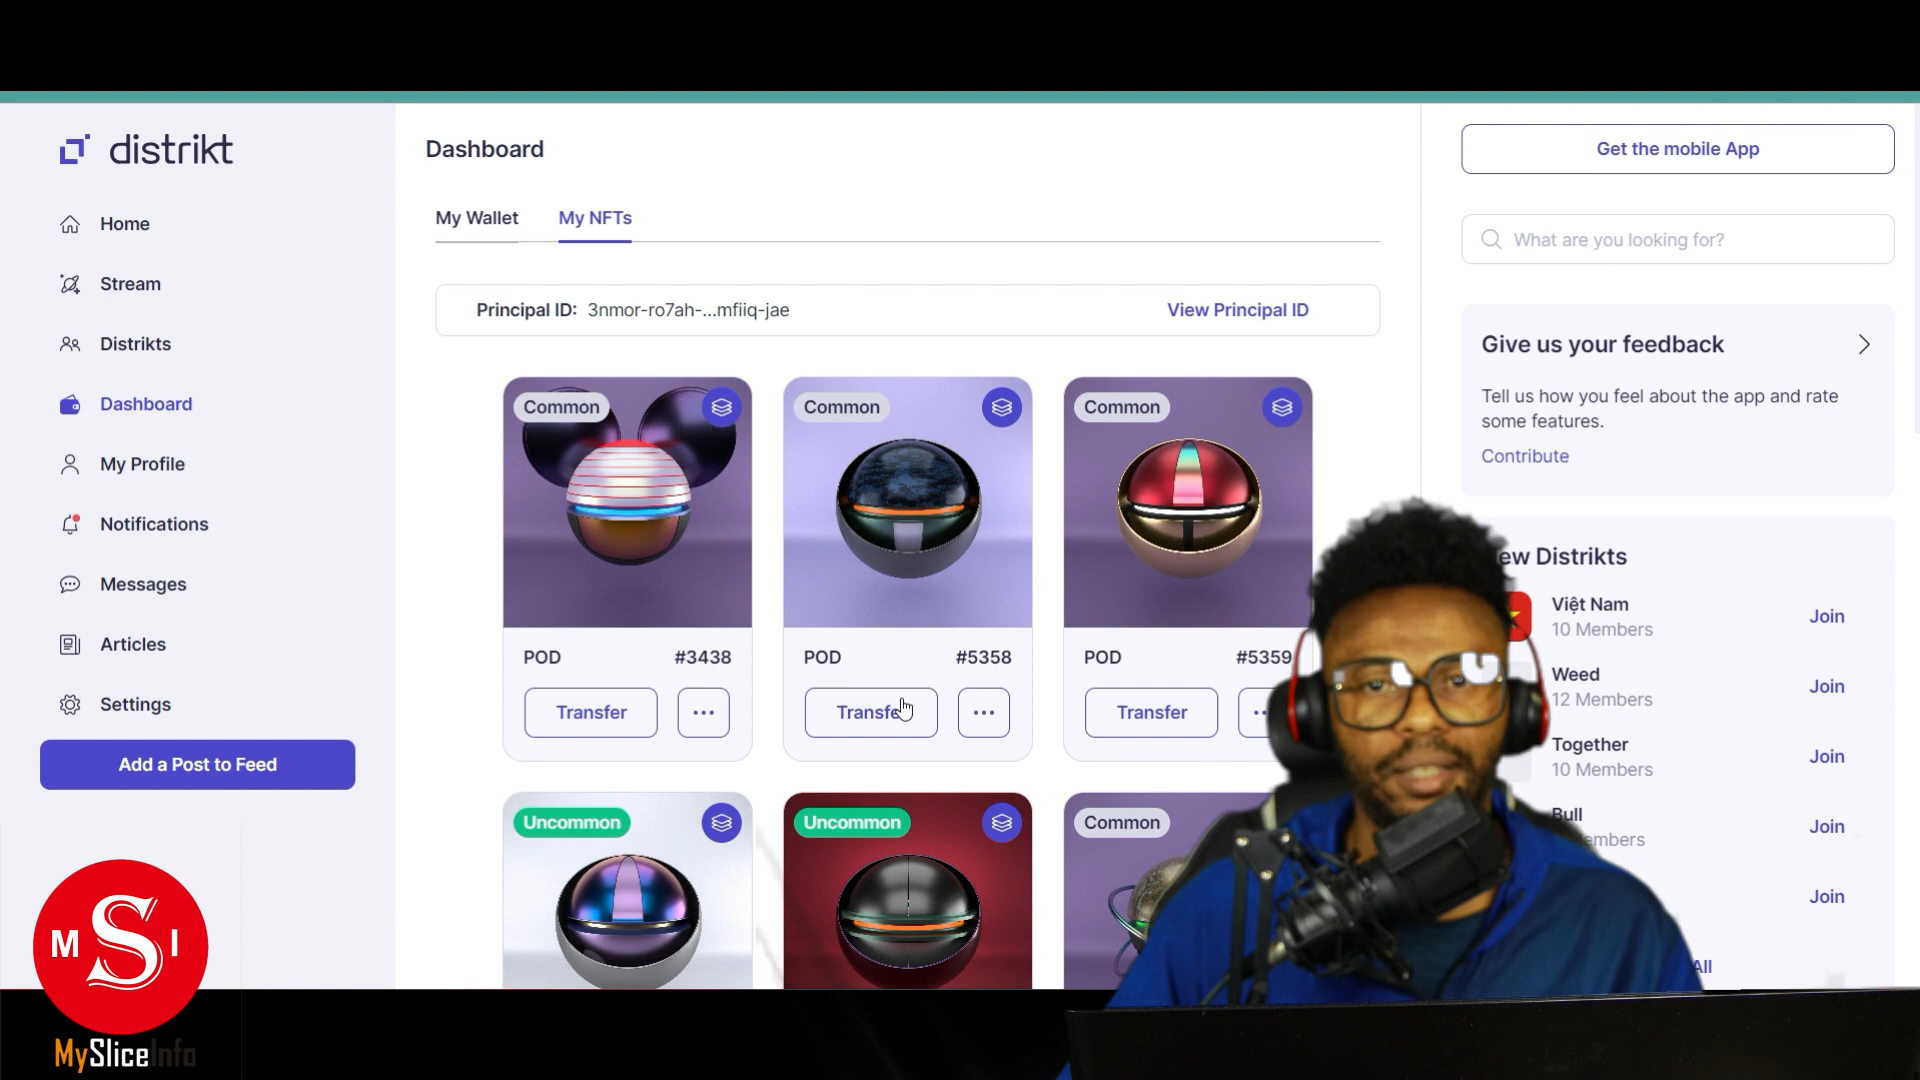 distrikt
Home
Stream
Distrikts
Dashboard
My Profile
Notifications
Messages
Articles
Settings
Add a Post to Feed
M S I
MySliceInfo
Dashboard
My Wallet
My NFTs
Principal ID: 3nmor-ro7ah-...mfiiq-jae
View Principal ID
Common
POD #3438
Transfer
Common
POD #5358
Transfer
Common
POD #5359
Transfer
Uncommon
Uncommon
Common
Get the mobile App
What are you looking for?
Give us your feedback
Tell us how you feel about the app and rate
some features.
Contribute
Distrikts
Việt Nam
10 Members
Join
Weed
12 Members
Join
Together
10 Members
Join
Bull
Join
Join
All